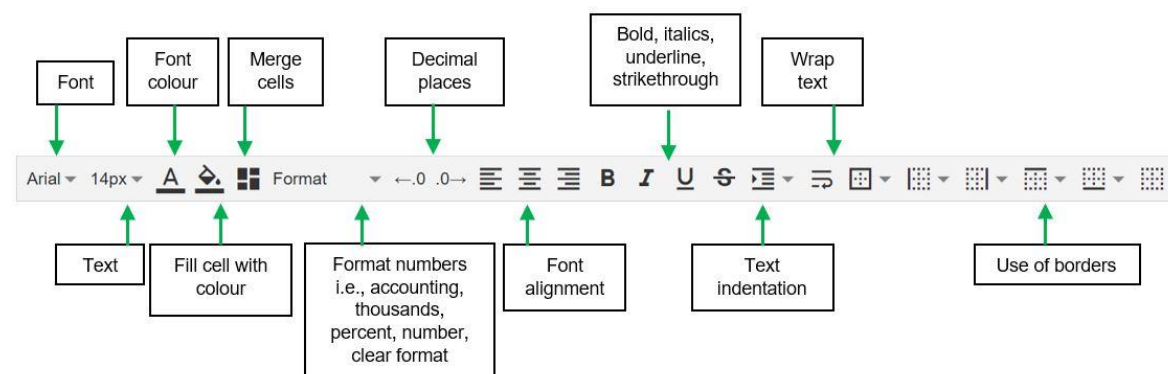 Font
Font
colour
Merge
cells
Decimal
places
Bold, italics,
underline,
strikethrough
Wrap
text
Arial 14px A Format ←.0 .0→ B I U S
Text
Fill cell with
colour
Format numbers
i.e., accounting,
thousands,
percent, number,
clear format
Font
alignment
Text
indentation
Use of borders